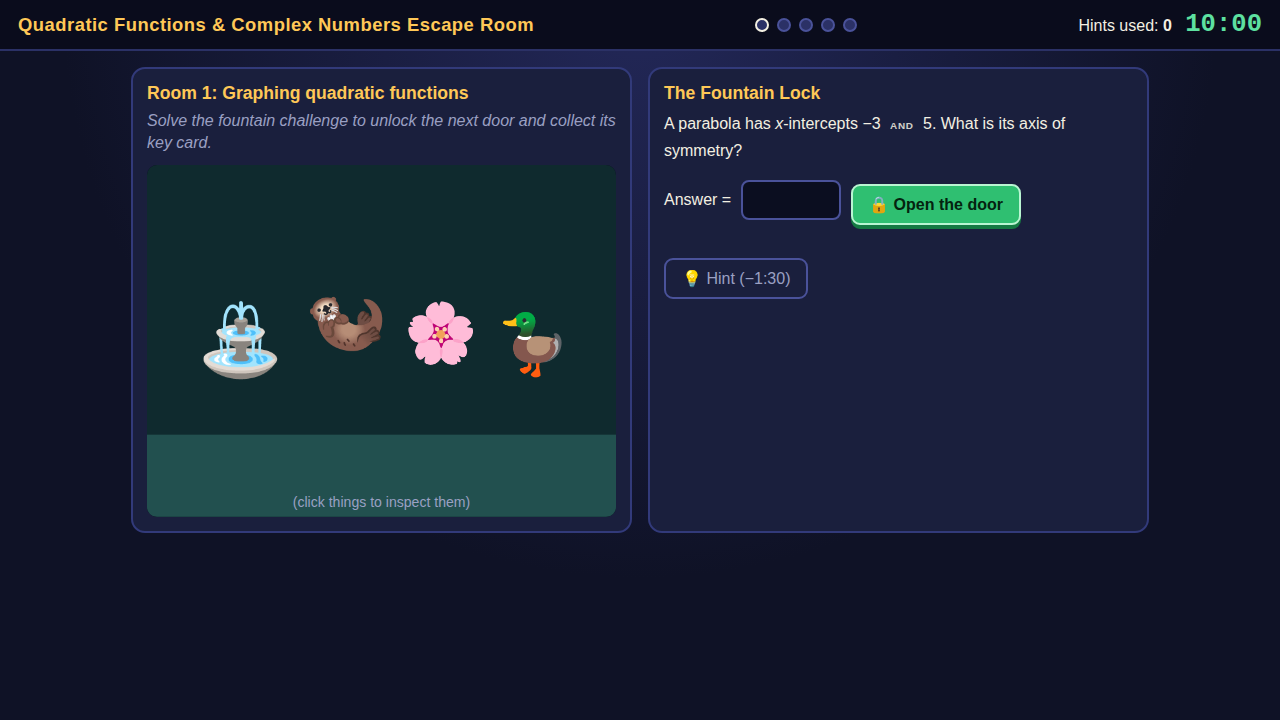 Quadratic Functions & Complex Numbers Escape Room
Hints used: 0 10:00
Room 1: Graphing quadratic functions
Solve the fountain challenge to unlock the next door and collect its
key card.
(click things to inspect them)
The Fountain Lock
A parabola has x-intercepts −3 AND 5. What is its axis of
symmetry?
Answer =
🔒 Open the door
💡 Hint (−1:30)